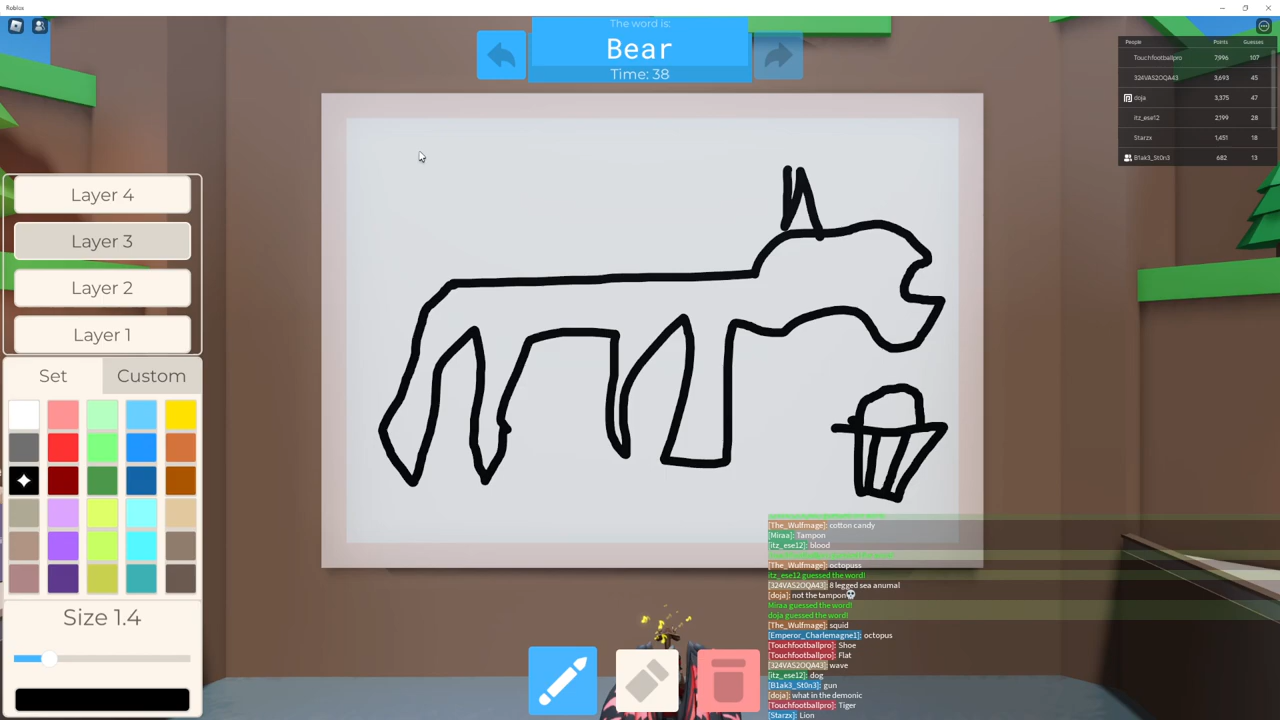 Roblox
The word is:
Bear
Time: 38
People Points Guesses
Touchfootballpro 7,996 107
324VAS2OQA43 3,693 45
doja 3,375 47
itz_ese12 2,199 28
Starzx 1,451 18
B1ak3_St0n3 682 13
Layer 4
Layer 3
Layer 2
Layer 1
Set Custom
Size 1.4
[The_Wulfmage]: cotton candy
[Miraa]: Tampon
[itz_ese12]: blood
[The_Wulfmage]: octopuss
itz_ese12 guessed the word!
[324VAS2OQA43]: 8 legged sea anumal
[doja]: not the tampon💀
Miraa guessed the word!
doja guessed the word!
[The_Wulfmage]: squid
[Emperor_Charlemagne1]: octopus
[Touchfootballpro]: Shoe
[Touchfootballpro]: Flat
[324VAS2OQA43]: wave
[itz_ese12]: dog
[B1ak3_St0n3]: gun
[doja]: what in the demonic
[Touchfootballpro]: Tiger
[Starzx]: Lion